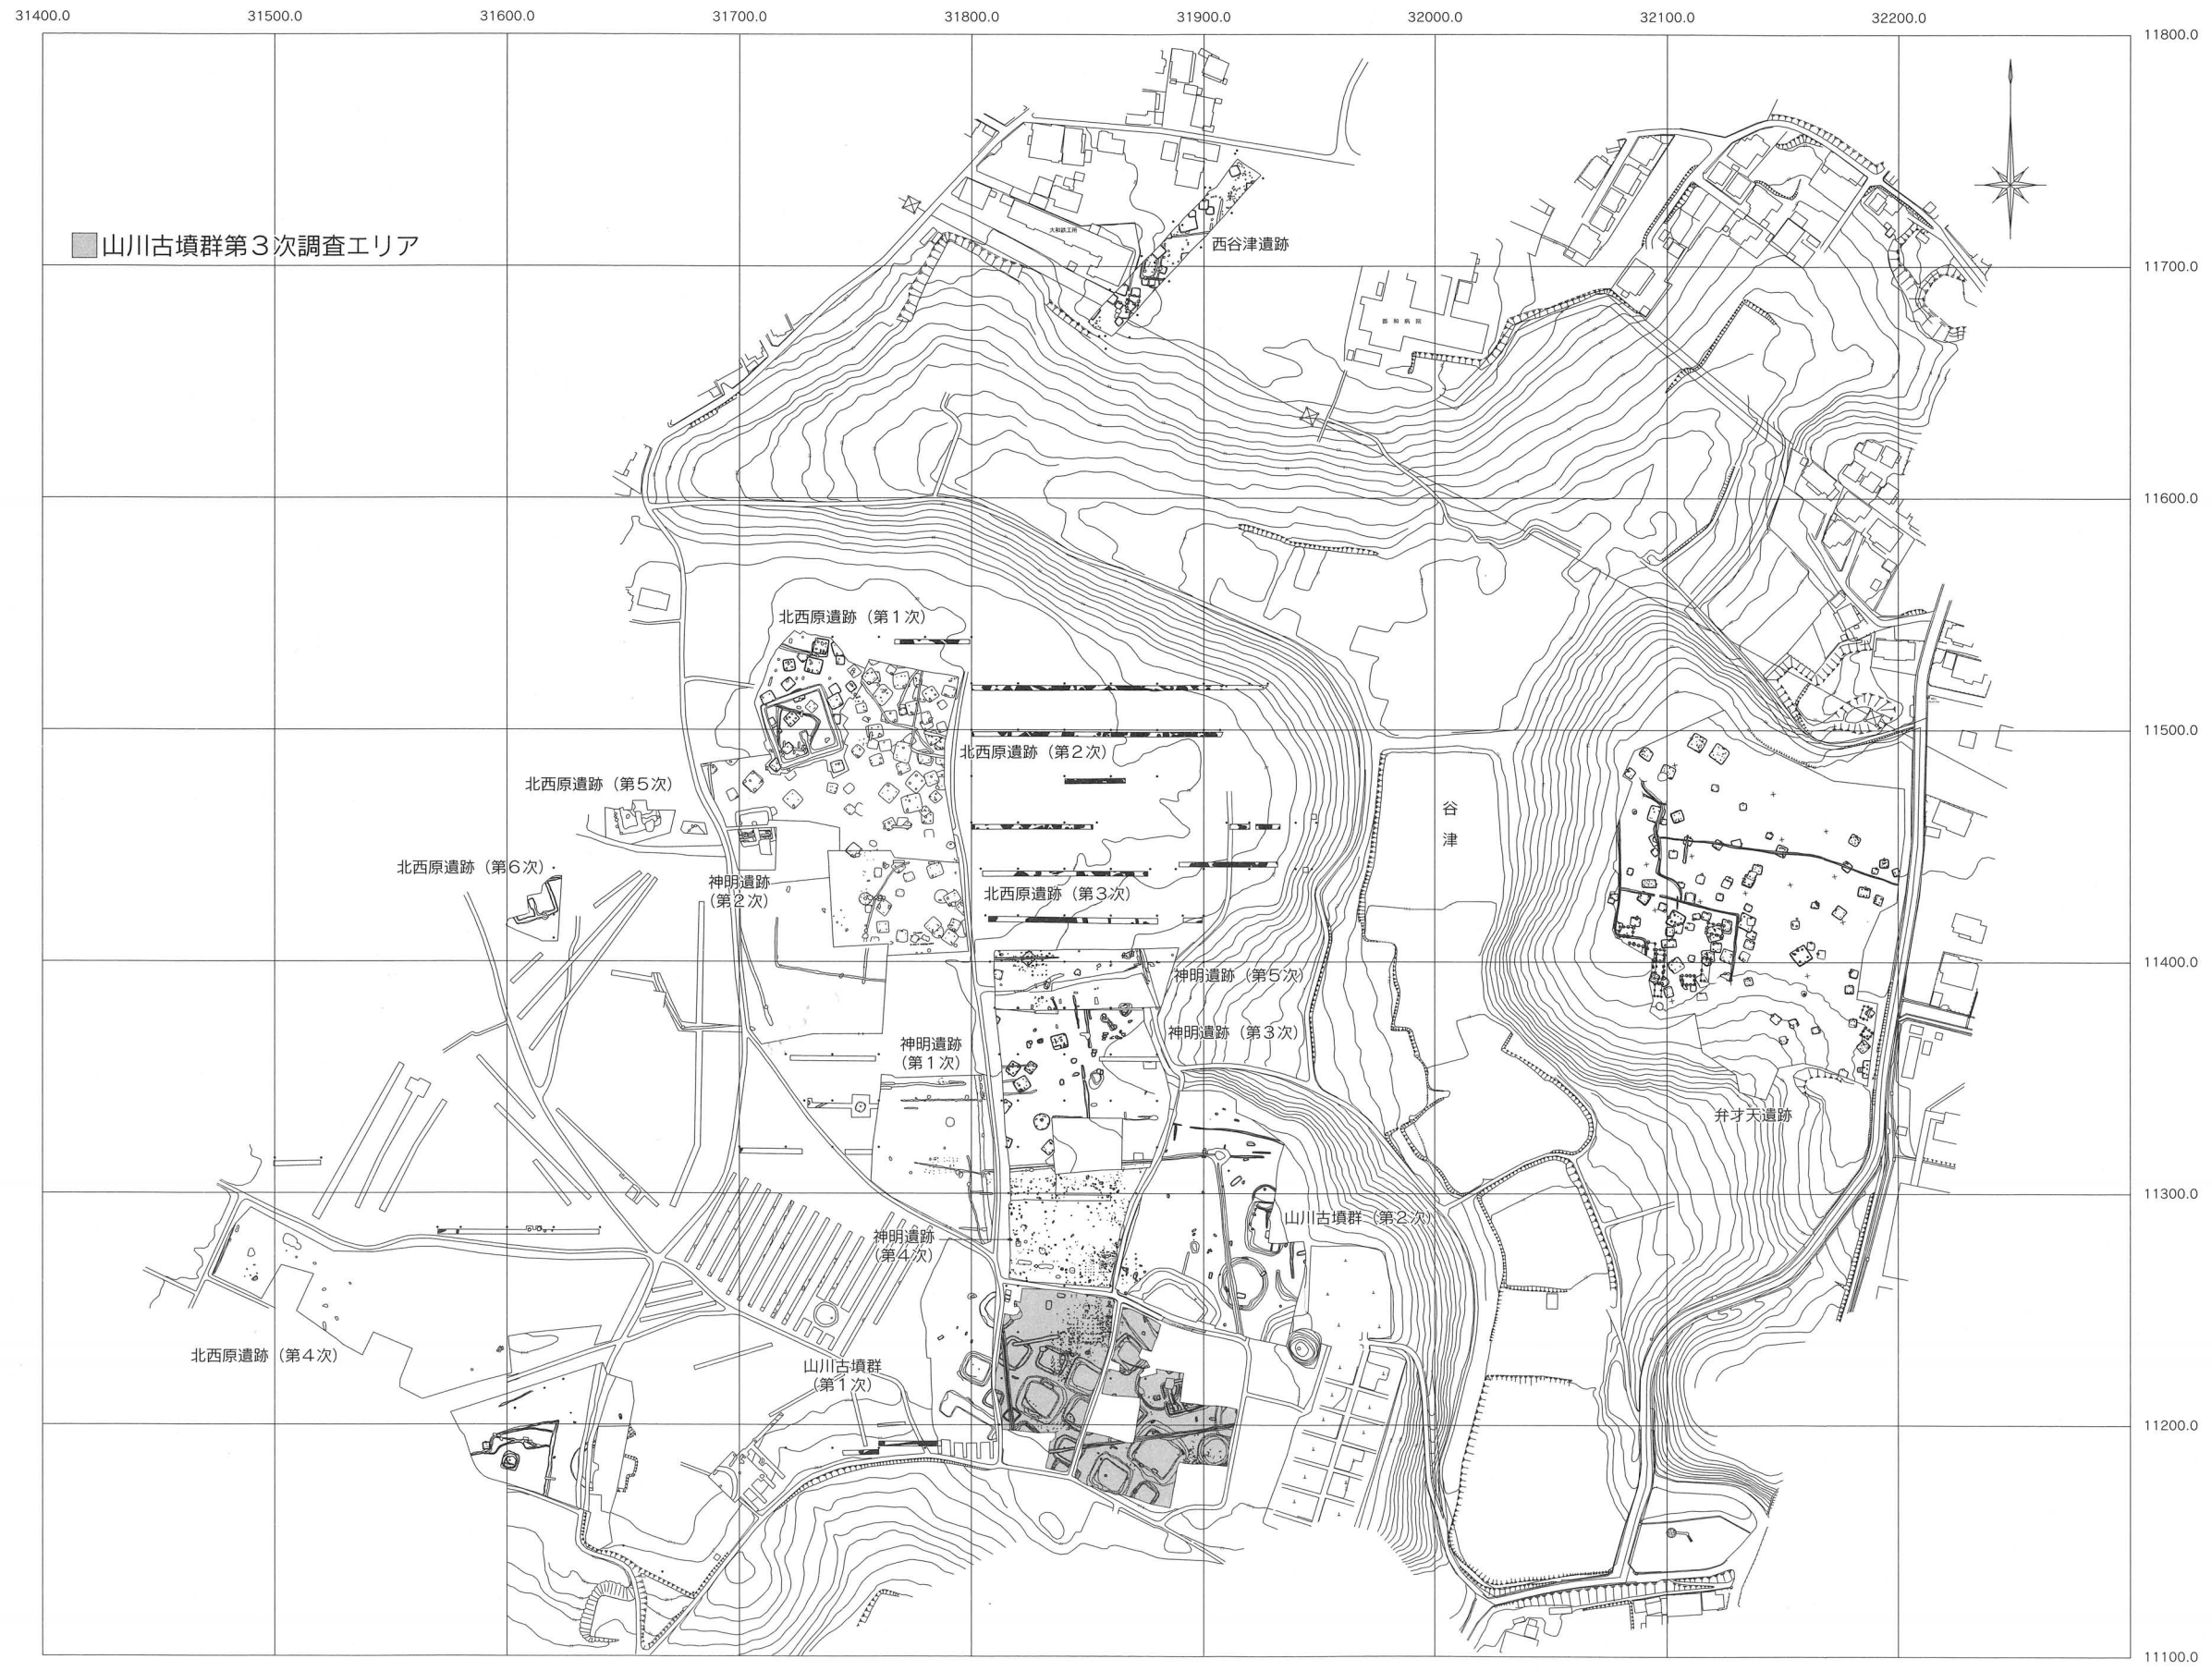 31400.0
31500.0
31600.0
31700.0
31800.0
31900.0
32000.0
32100.0
32200.0
11800.0
山川古墳群第３次調査エリア
大和鉄工所
西谷津遺跡
11700.0
11600.0
北西原遺跡（第１次）
11500.0
北西原遺跡（第２次）
北西原遺跡（第５次）
谷
津
北西原遺跡（第６次）
神明遺跡
（第２次）
北西原遺跡（第３次）
11400.0
神明遺跡（第５次）
神明遺跡（第３次）
神明遺跡
（第１次）
弁才天遺跡
11300.0
山川古墳群（第２次）
神明遺跡
（第４次）
北西原遺跡（第４次）
山川古墳群
（第１次）
11200.0
11100.0